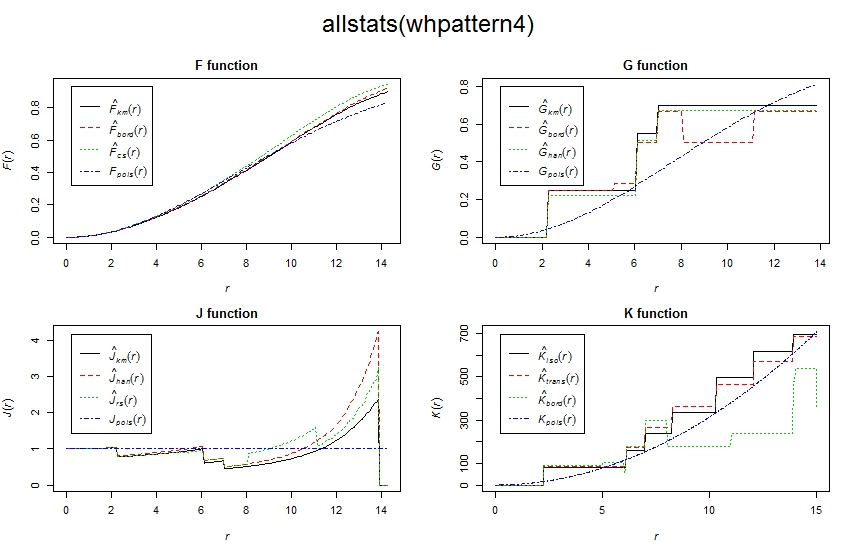 allstats(whpattern4)
F function
F̂km(r)
F̂bord(r)
F̂cs(r)
Fpois(r)
F(r)
0.0 0.2 0.4 0.6 0.8
0 2 4 6 8 10 12 14
r
G function
Ĝkm(r)
Ĝbord(r)
Ĝhan(r)
Gpois(r)
G(r)
0.0 0.2 0.4 0.6 0.8
0 2 4 6 8 10 12 14
r
J function
Ĵkm(r)
Ĵhan(r)
Ĵrs(r)
Jpois(r)
J(r)
0 1 2 3 4
0 2 4 6 8 10 12 14
r
K function
K̂iso(r)
K̂trans(r)
K̂bord(r)
Kpois(r)
K(r)
0 100 300 500 700
0 5 10 15
r